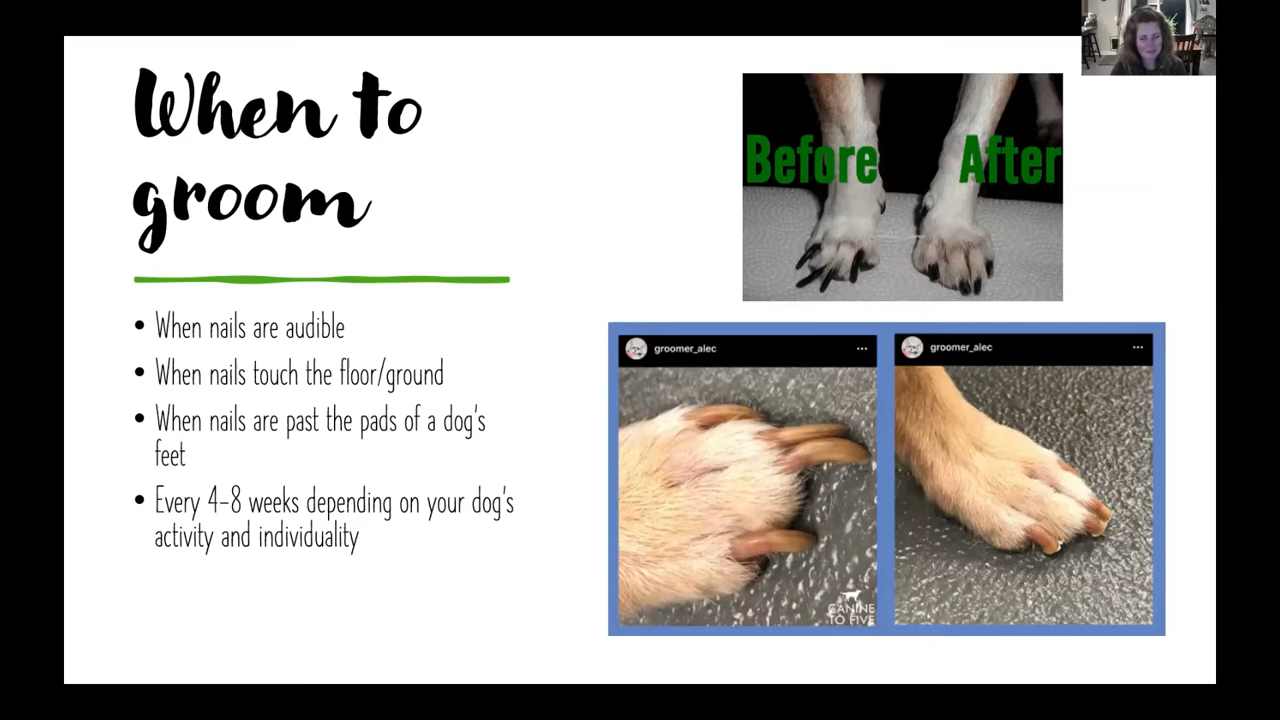 When to
groom
• When nails are audible
• When nails touch the floor/ground
• When nails are past the pads of a dog's
feet
• Every 4-8 weeks depending on your dog's
activity and individuality
Before After
groomer_alec
CANINE
TO FIVE
groomer_alec